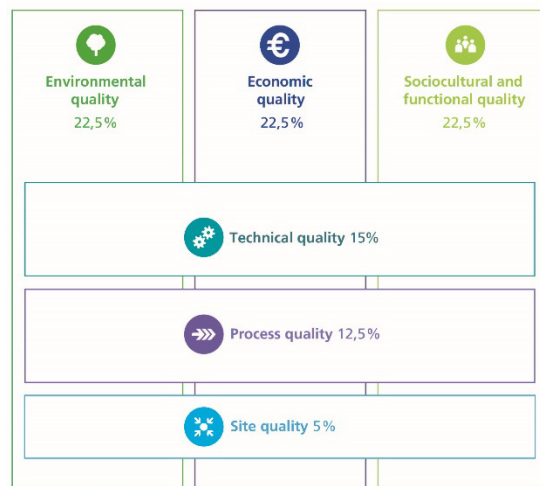 Environmental
quality
22,5%
Economic
quality
22,5%
Sociocultural and
functional quality
22,5%
Technical quality 15%
Process quality 12,5%
Site quality 5%